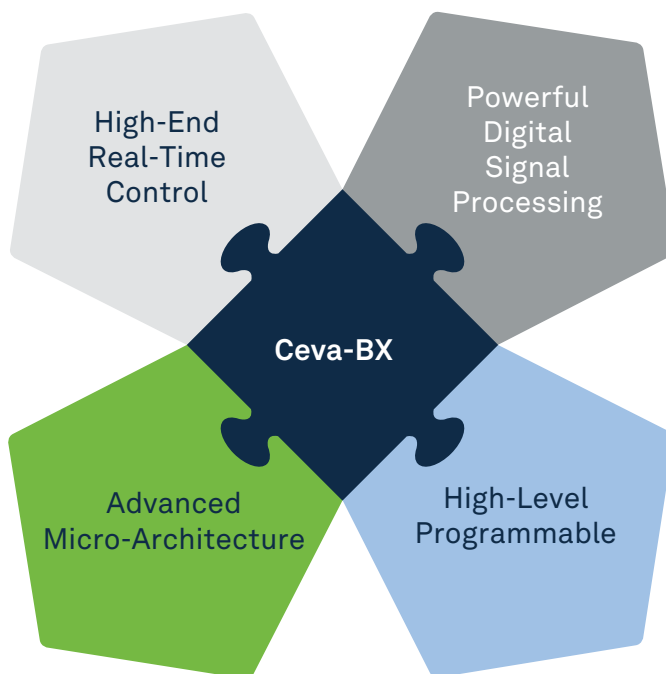 High-End
Real-Time
Control
Powerful
Digital
Signal
Processing
Ceva-BX
Advanced
Micro-Architecture
High-Level
Programmable